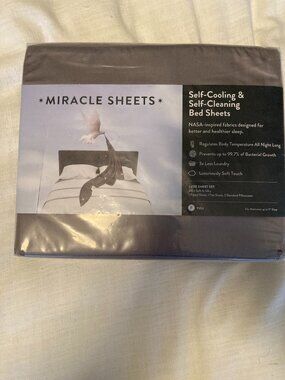 ★MIRACLE SHEETS★
Self-Cooling &
Self-Cleaning
Bed Sheets
NASA-inspired fabrics designed for
better and healthier sleep.
Regulates Body Temperature All Night Long
Prevents up to 99.7% of Bacterial Growth
3x Less Laundry
Luxuriously Soft Touch